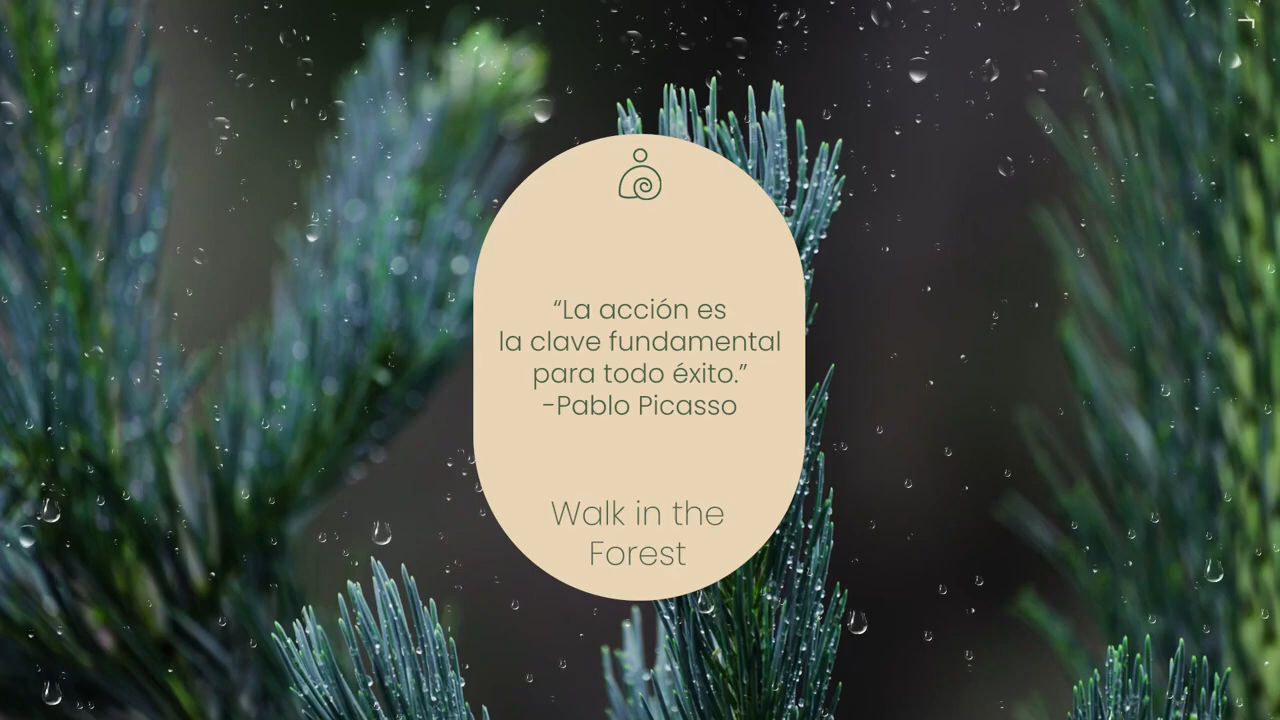 “La acción es
la clave fundamental
para todo éxito.”
-Pablo Picasso
Walk in the
Forest